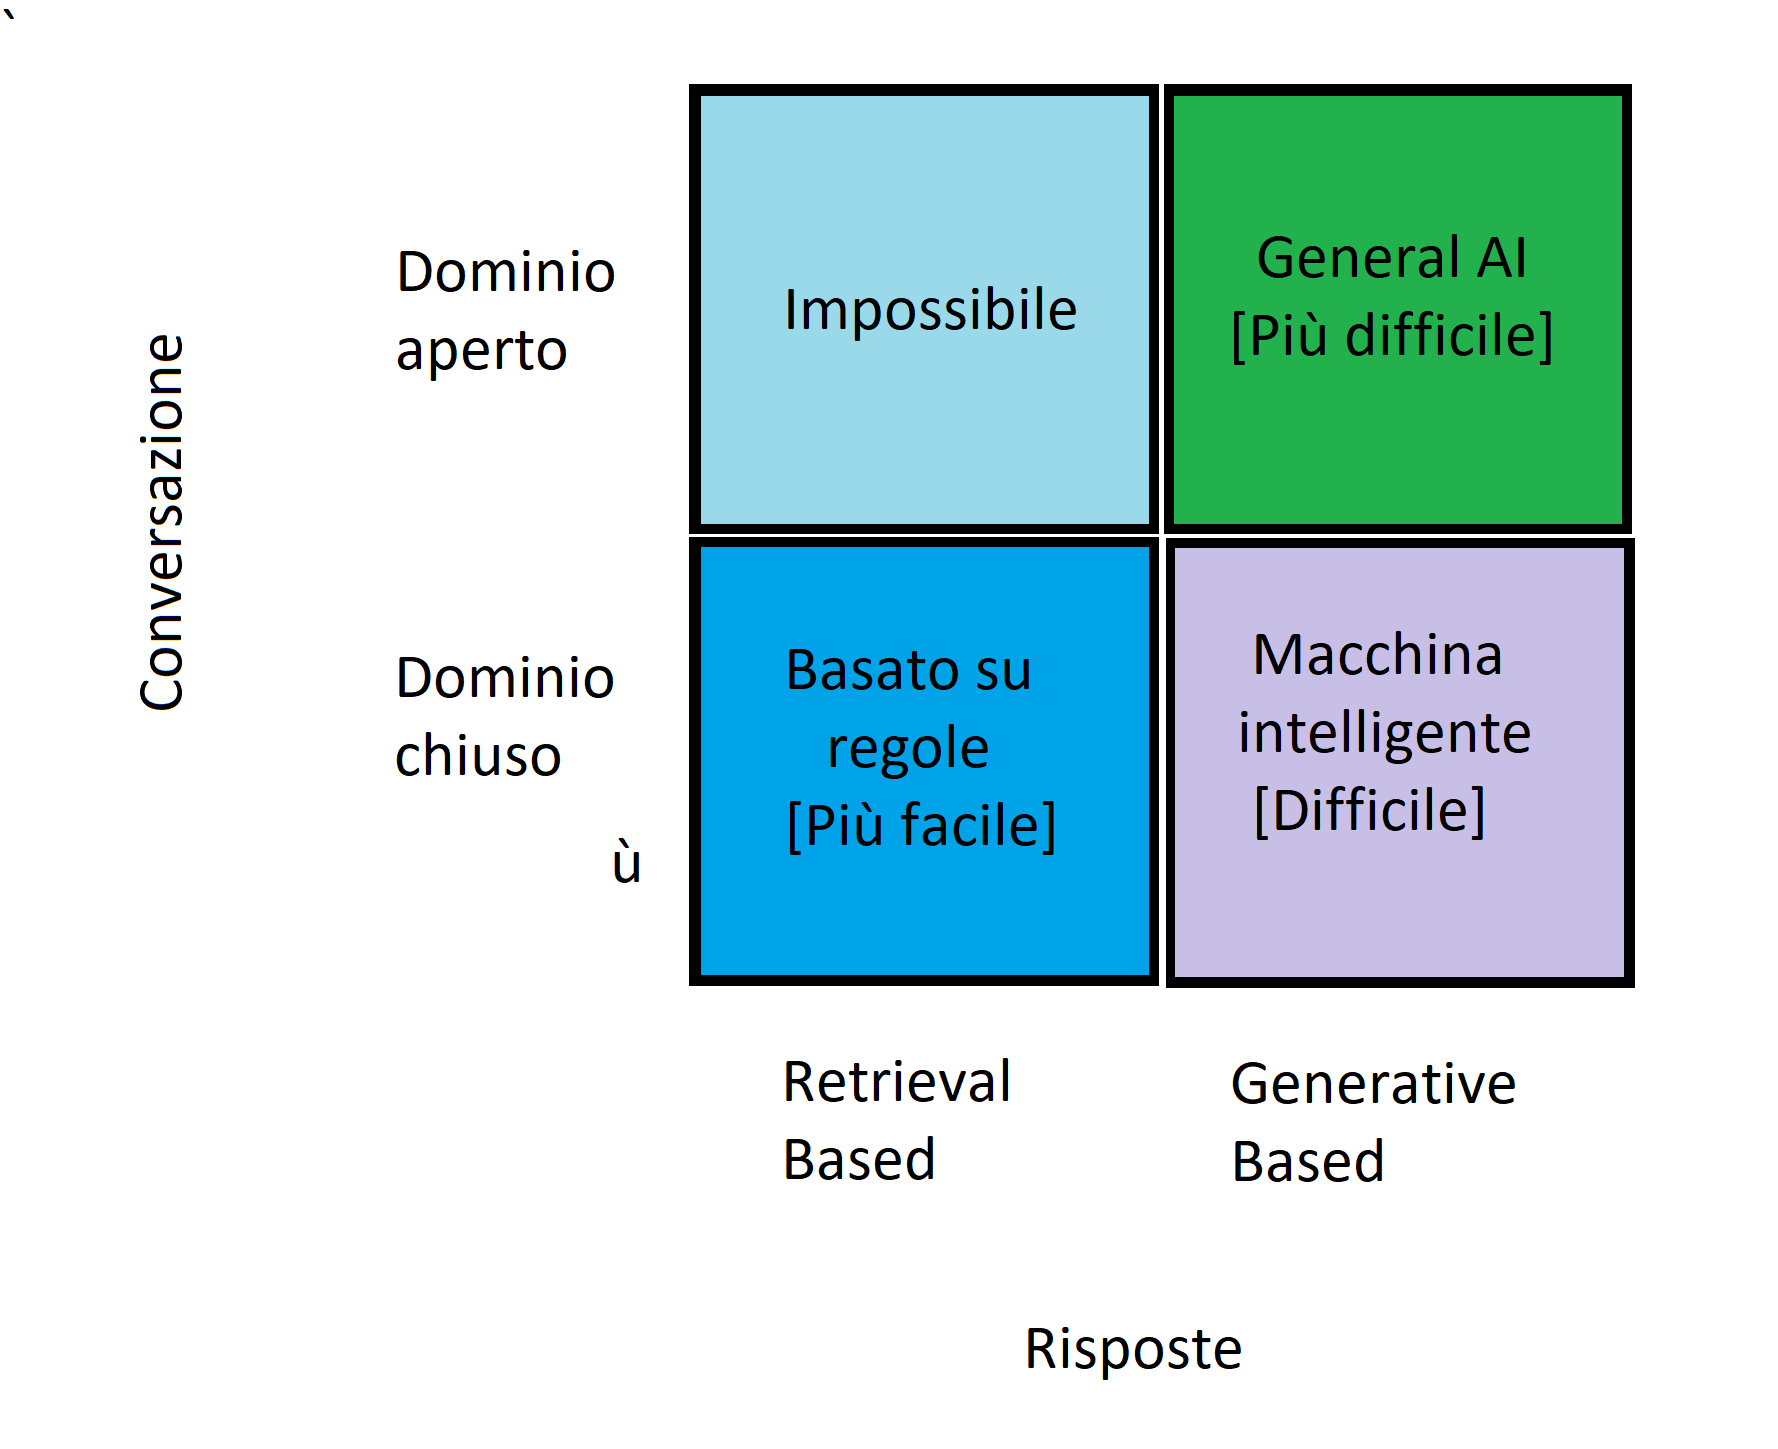 `
Conversazione
Dominio
aperto
Impossibile
General AI
[Più difficile]
Dominio
chiuso
ù
Basato su
regole
[Più facile]
Macchina
intelligente
[Difficile]
Retrieval
Based
Generative
Based
Risposte